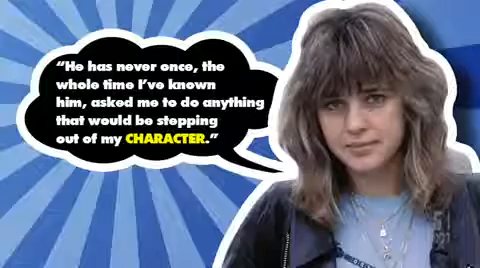 “He has never once, the
whole time I’ve known
him, asked me to do anything
that would be stepping
out of my CHARACTER.”